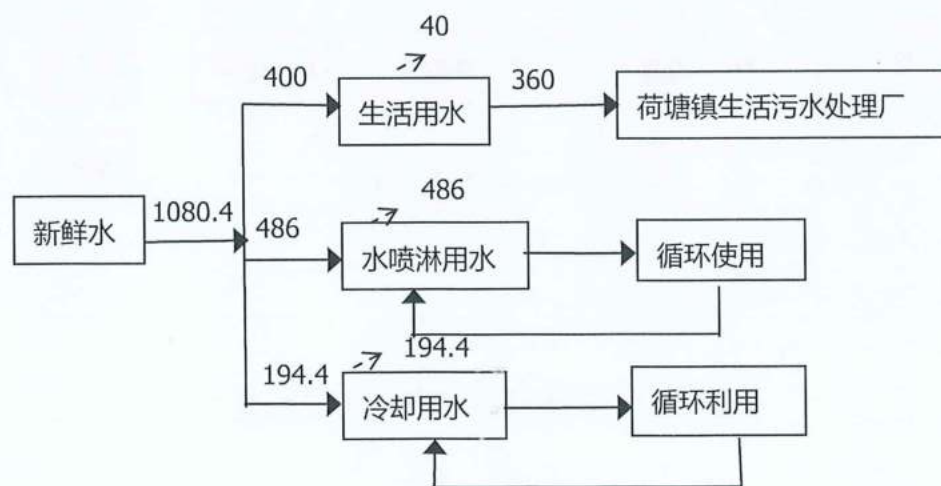 40
400
生活用水
360
荷塘镇生活污水处理厂
新鲜水
1080.4
486
486
水喷淋用水
循环使用
194.4
194.4
冷却用水
循环利用